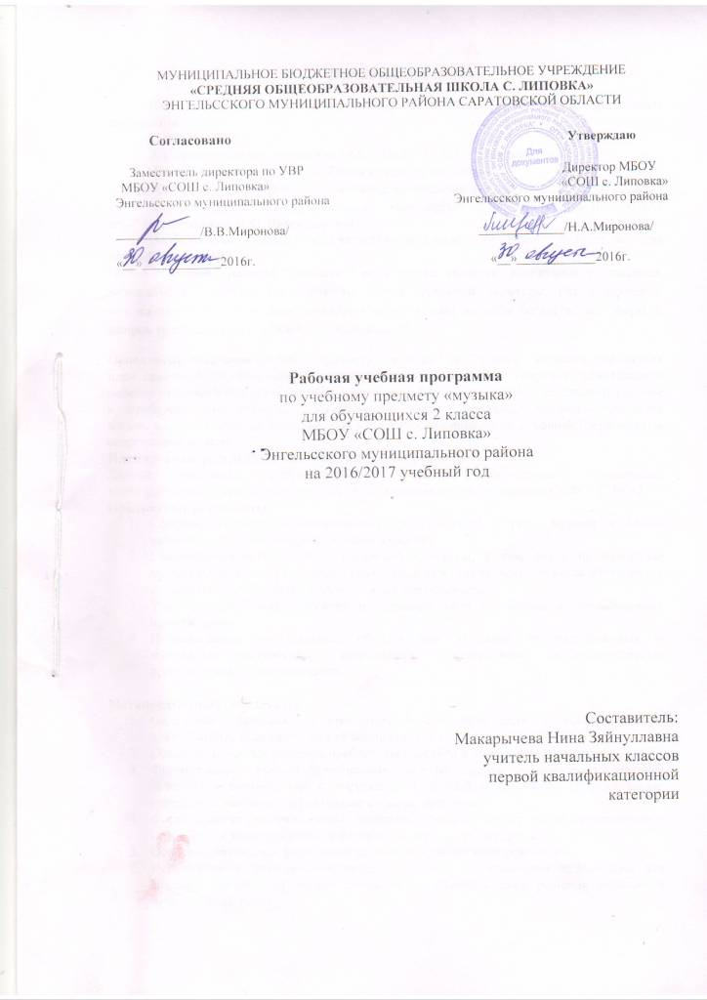 МУНИЦИПАЛЬНОЕ БЮДЖЕТНОЕ ОБЩЕОБРАЗОВАТЕЛЬНОЕ УЧРЕЖДЕНИЕ
«СРЕДНЯЯ ОБЩЕОБРАЗОВАТЕЛЬНАЯ ШКОЛА С. ЛИПОВКА»
ЭНГЕЛЬССКОГО МУНИЦИПАЛЬНОГО РАЙОНА САРАТОВСКОЙ ОБЛАСТИ
Согласовано
Заместитель директора по УВР
МБОУ «СОШ с. Липовка»
Энгельсского муниципального района
/В.В.Миронова/
«30» августа 2016г.
Утверждаю
Для
документов
Директор МБОУ
«СОШ с. Липовка»
Энгельсского муниципального района
/Н.А.Миронова/
«30» август 2016г.
Рабочая учебная программа
по учебному предмету «музыка»
для обучающихся 2 класса
МБОУ «СОШ с. Липовка»
Энгельсского муниципального района
на 2016/2017 учебный год
Составитель:
Макарычева Нина Зяйнуллавна
учитель начальных классов
первой квалификационной
категории